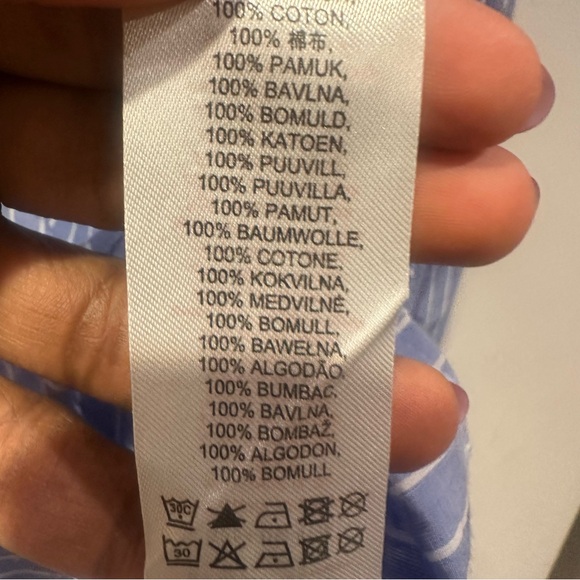 100% COTON,
100% 棉布,
100% PAMUK,
100% BAVLNA,
100% BOMULD,
100% KATOEN,
100% PUUVILL,
100% PUUVILLA,
100% PAMUT,
100% BAUMWOLLE,
100% COTONE,
100% KOKVILNA,
100% MEDVILNĖ,
100% BOMULL,
100% BAWEŁNA,
100% ALGODÃO,
100% BUMBAC,
100% BAVLNA,
100% BOMBAŽ,
100% ALGODON,
100% BOMULL
30C
30